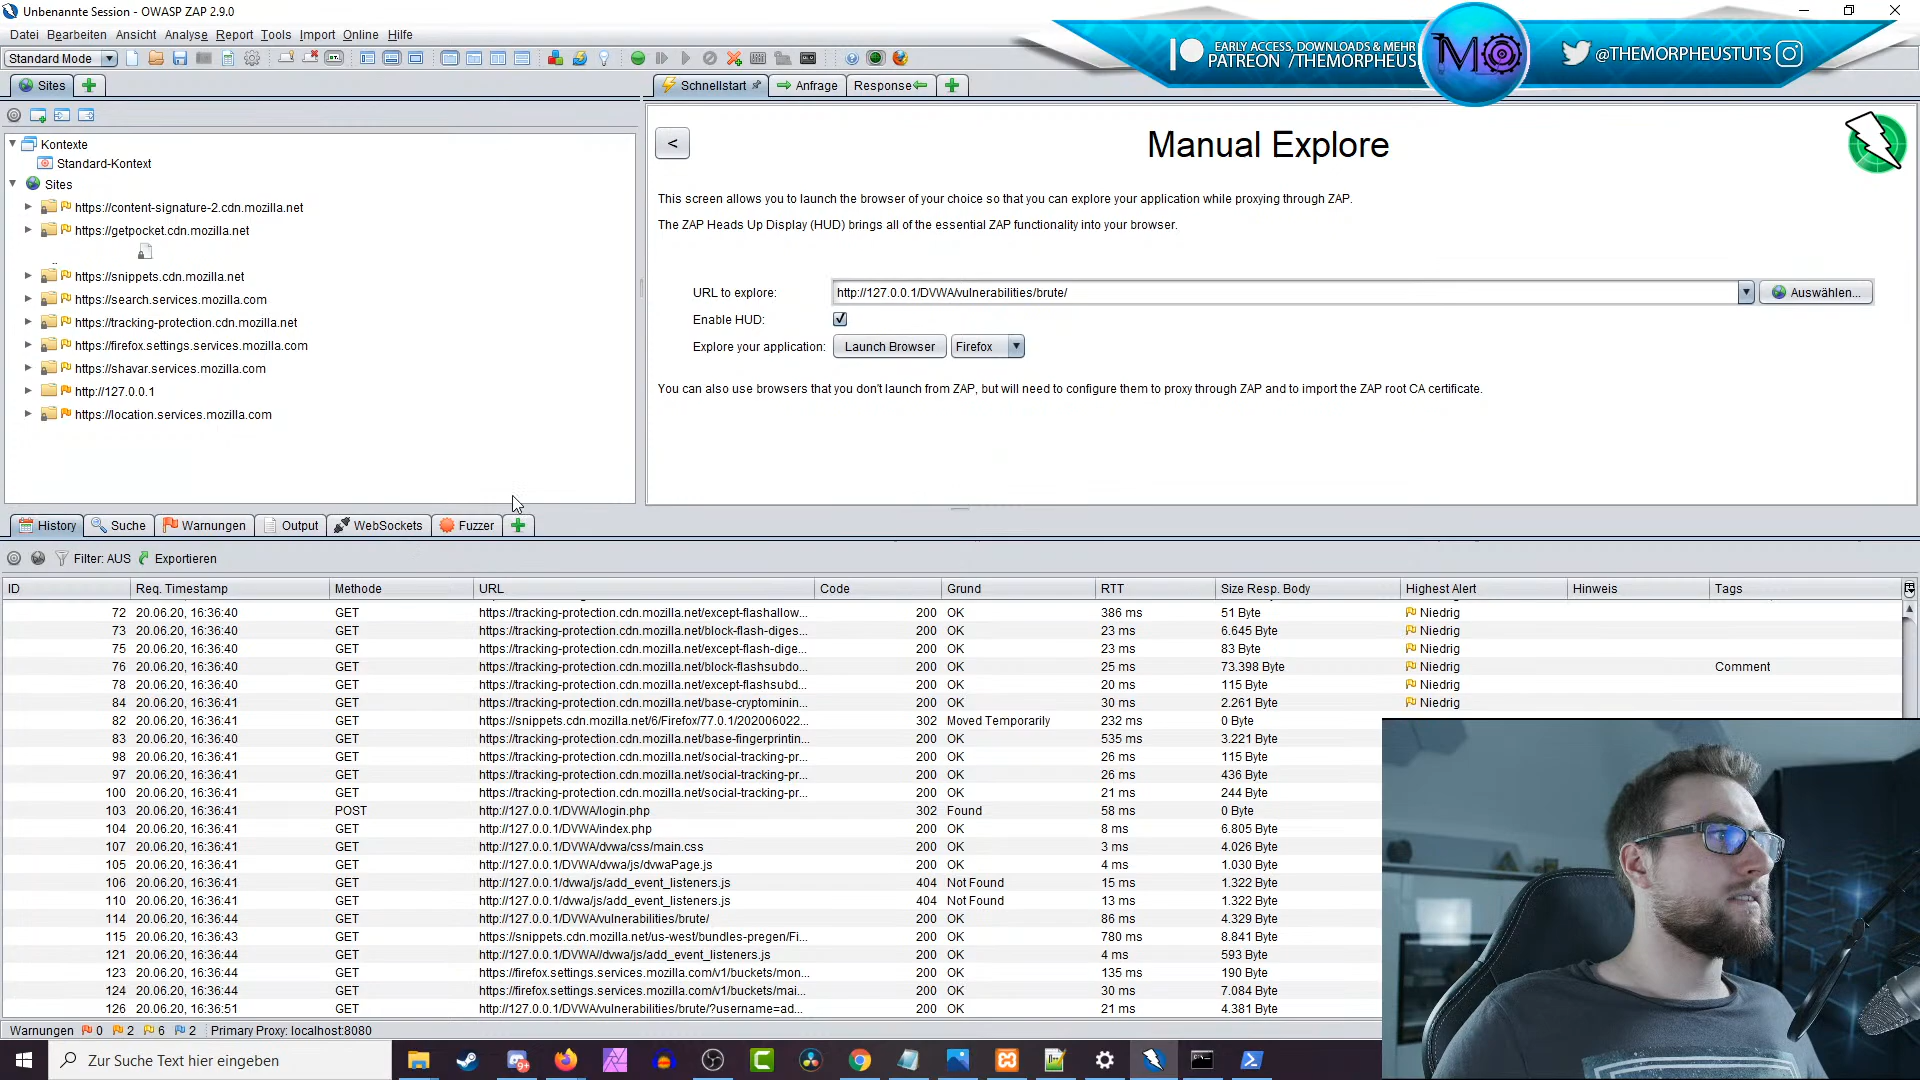 Unbenannte Session - OWASP ZAP 2.9.0
Datei Bearbeiten Ansicht Analyse Report Tools Import Online Hilfe
EARLY ACCESS, DOWNLOADS & MEHR
PATREON /THEMORPHEUS
MO
@THEMORPHEUSTUTS
Standard Mode
Sites
Schnellstart Anfrage Response
Kontexte
Standard-Kontext
Sites
https://content-signature-2.cdn.mozilla.net
https://getpocket.cdn.mozilla.net
..
https://snippets.cdn.mozilla.net
https://search.services.mozilla.com
https://tracking-protection.cdn.mozilla.net
https://firefox.settings.services.mozilla.com
https://shavar.services.mozilla.com
http://127.0.0.1
https://location.services.mozilla.com
<
Manual Explore
This screen allows you to launch the browser of your choice so that you can explore your application while proxying through ZAP.
The ZAP Heads Up Display (HUD) brings all of the essential ZAP functionality into your browser.
URL to explore: http://127.0.0.1/DVWA/vulnerabilities/brute/ Auswählen...
Enable HUD:
Explore your application: Launch Browser Firefox
You can also use browsers that you don't launch from ZAP, but will need to configure them to proxy through ZAP and to import the ZAP root CA certificate.
History Suche Warnungen Output WebSockets Fuzzer
Filter: AUS Exportieren
ID Req. Timestamp Methode URL Code Grund RTT Size Resp. Body Highest Alert Hinweis Tags
72 20.06.20, 16:36:40 GET https://tracking-protection.cdn.mozilla.net/except-flashallow... 200 OK 386 ms 51 Byte Niedrig
73 20.06.20, 16:36:40 GET https://tracking-protection.cdn.mozilla.net/block-flash-diges... 200 OK 23 ms 6.645 Byte Niedrig
75 20.06.20, 16:36:40 GET https://tracking-protection.cdn.mozilla.net/except-flash-dige... 200 OK 23 ms 83 Byte Niedrig
76 20.06.20, 16:36:40 GET https://tracking-protection.cdn.mozilla.net/block-flashsubdo... 200 OK 25 ms 73.398 Byte Niedrig Comment
78 20.06.20, 16:36:40 GET https://tracking-protection.cdn.mozilla.net/except-flashsubd... 200 OK 20 ms 115 Byte Niedrig
84 20.06.20, 16:36:40 GET https://tracking-protection.cdn.mozilla.net/base-cryptominin... 200 OK 30 ms 2.261 Byte Niedrig
82 20.06.20, 16:36:40 GET https://snippets.cdn.mozilla.net/6/Firefox/77.0.1/202006022... 302 Moved Temporarily 232 ms 0 Byte
83 20.06.20, 16:36:40 GET https://tracking-protection.cdn.mozilla.net/base-fingerprintin... 200 OK 535 ms 3.221 Byte
98 20.06.20, 16:36:41 GET https://tracking-protection.cdn.mozilla.net/social-tracking-pr... 200 OK 26 ms 115 Byte
97 20.06.20, 16:36:41 GET https://tracking-protection.cdn.mozilla.net/social-tracking-pr... 200 OK 26 ms 436 Byte
100 20.06.20, 16:36:41 GET https://tracking-protection.cdn.mozilla.net/social-tracking-pr... 200 OK 21 ms 244 Byte
103 20.06.20, 16:36:41 POST http://127.0.0.1/DVWA/login.php 302 Found 58 ms 0 Byte
104 20.06.20, 16:36:41 GET http://127.0.0.1/DVWA/index.php 200 OK 8 ms 6.805 Byte
107 20.06.20, 16:36:41 GET http://127.0.0.1/DVWA/dvwa/css/main.css 200 OK 3 ms 4.026 Byte
105 20.06.20, 16:36:41 GET http://127.0.0.1/DVWA/dvwa/js/dvwaPage.js 200 OK 4 ms 1.030 Byte
106 20.06.20, 16:36:41 GET http://127.0.0.1/dvwa/js/add_event_listeners.js 404 Not Found 15 ms 1.322 Byte
110 20.06.20, 16:36:41 GET http://127.0.0.1/dvwa/js/add_event_listeners.js 404 Not Found 13 ms 1.322 Byte
114 20.06.20, 16:36:44 GET http://127.0.0.1/DVWA/vulnerabilities/brute/ 200 OK 86 ms 4.329 Byte
115 20.06.20, 16:36:43 GET https://snippets.cdn.mozilla.net/us-west/bundles-pregen/Fi... 200 OK 780 ms 8.841 Byte
121 20.06.20, 16:36:44 GET http://127.0.0.1/DVWA//dvwa/js/add_event_listeners.js 200 OK 4 ms 593 Byte
123 20.06.20, 16:36:44 GET https://firefox.settings.services.mozilla.com/v1/buckets/mon... 200 OK 135 ms 190 Byte
124 20.06.20, 16:36:44 GET https://firefox.settings.services.mozilla.com/v1/buckets/mai... 200 OK 30 ms 7.084 Byte
126 20.06.20, 16:36:51 GET http://127.0.0.1/DVWA/vulnerabilities/brute/?username=ad... 200 OK 21 ms 4.381 Byte
Warnungen 0 2 6 2 Primary Proxy: localhost:8080
Zur Suche Text hier eingeben